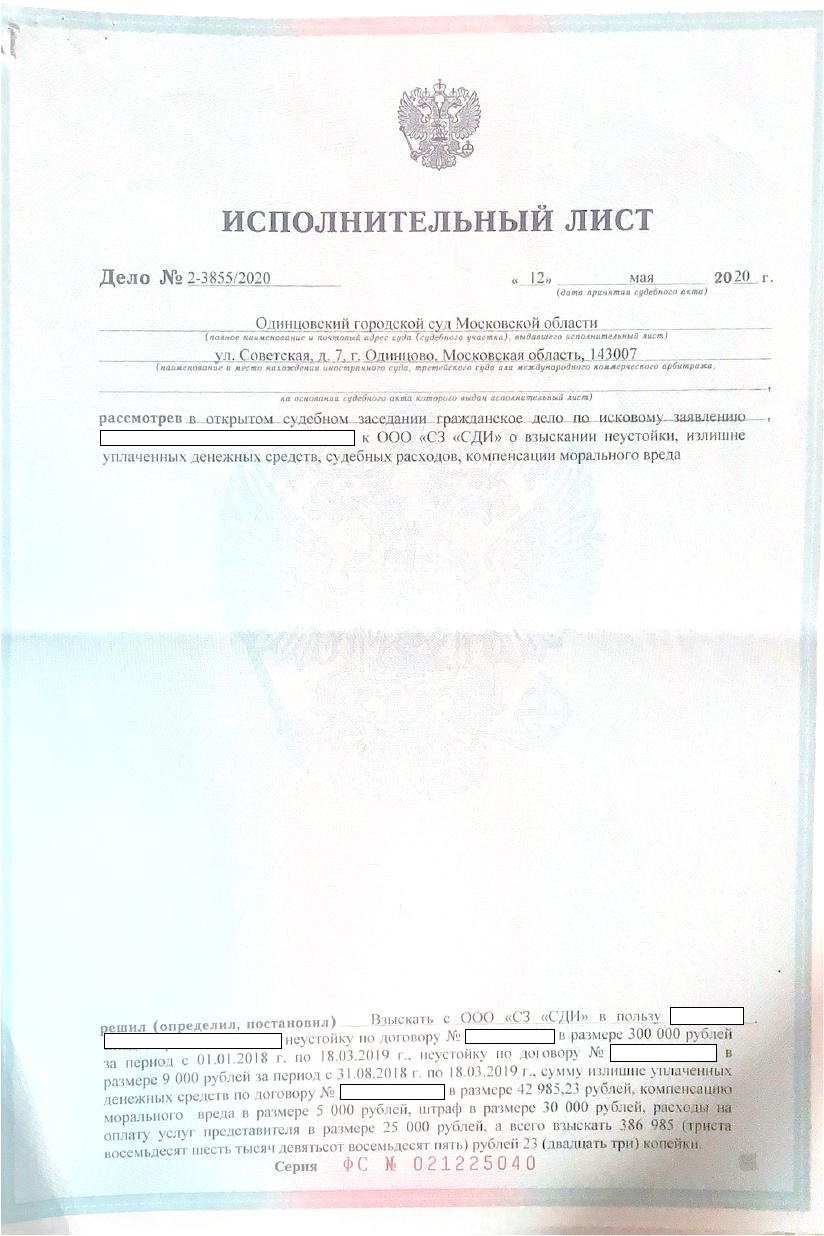 ИСПОЛНИТЕЛЬНЫЙ ЛИСТ
Дело № 2-3855/2020 « 12» мая 2020 г.
(дата принятия судебного акта)
Одинцовский городской суд Московской области
(полное наименование и почтовый адрес суда (судебного участка), выдавшего исполнительный лист)
ул. Советская, д. 7, г. Одинцово, Московская область, 143007
(наименование и место нахождения иностранного суда, третейского суда или международного коммерческого арбитража,
,
на основании судебного акта которого выдан исполнительный лист)
рассмотрев в открытом судебном заседании гражданское дело по исковому заявлению ,
к ООО «СЗ «СДИ» о взыскании неустойки, излишне
уплаченных денежных средств, судебных расходов, компенсации морального вреда
решил (определил, постановил) Взыскать с ООО «СЗ «СДИ» в пользу .
неустойку по договору № в размере 300 000 рублей
за период с 01.01.2018 г. по 18.03.2019 г., неустойку по договору № в
размере 9 000 рублей за период с 31.08.2018 г. по 18.03.2019 г., сумму излишне уплаченных
денежных средств по договору № в размере 42 985,23 рублей, компенсацию
морального вреда в размере 5 000 рублей, штраф в размере 30 000 рублей, расходы на
оплату услуг представителя в размере 25 000 рублей, а всего взыскать 386 985 (триста
восемьдесят шесть тысяч девятьсот восемьдесят пять) рублей 23 (двадцать три) копейки.
Серия ФС № 021225040